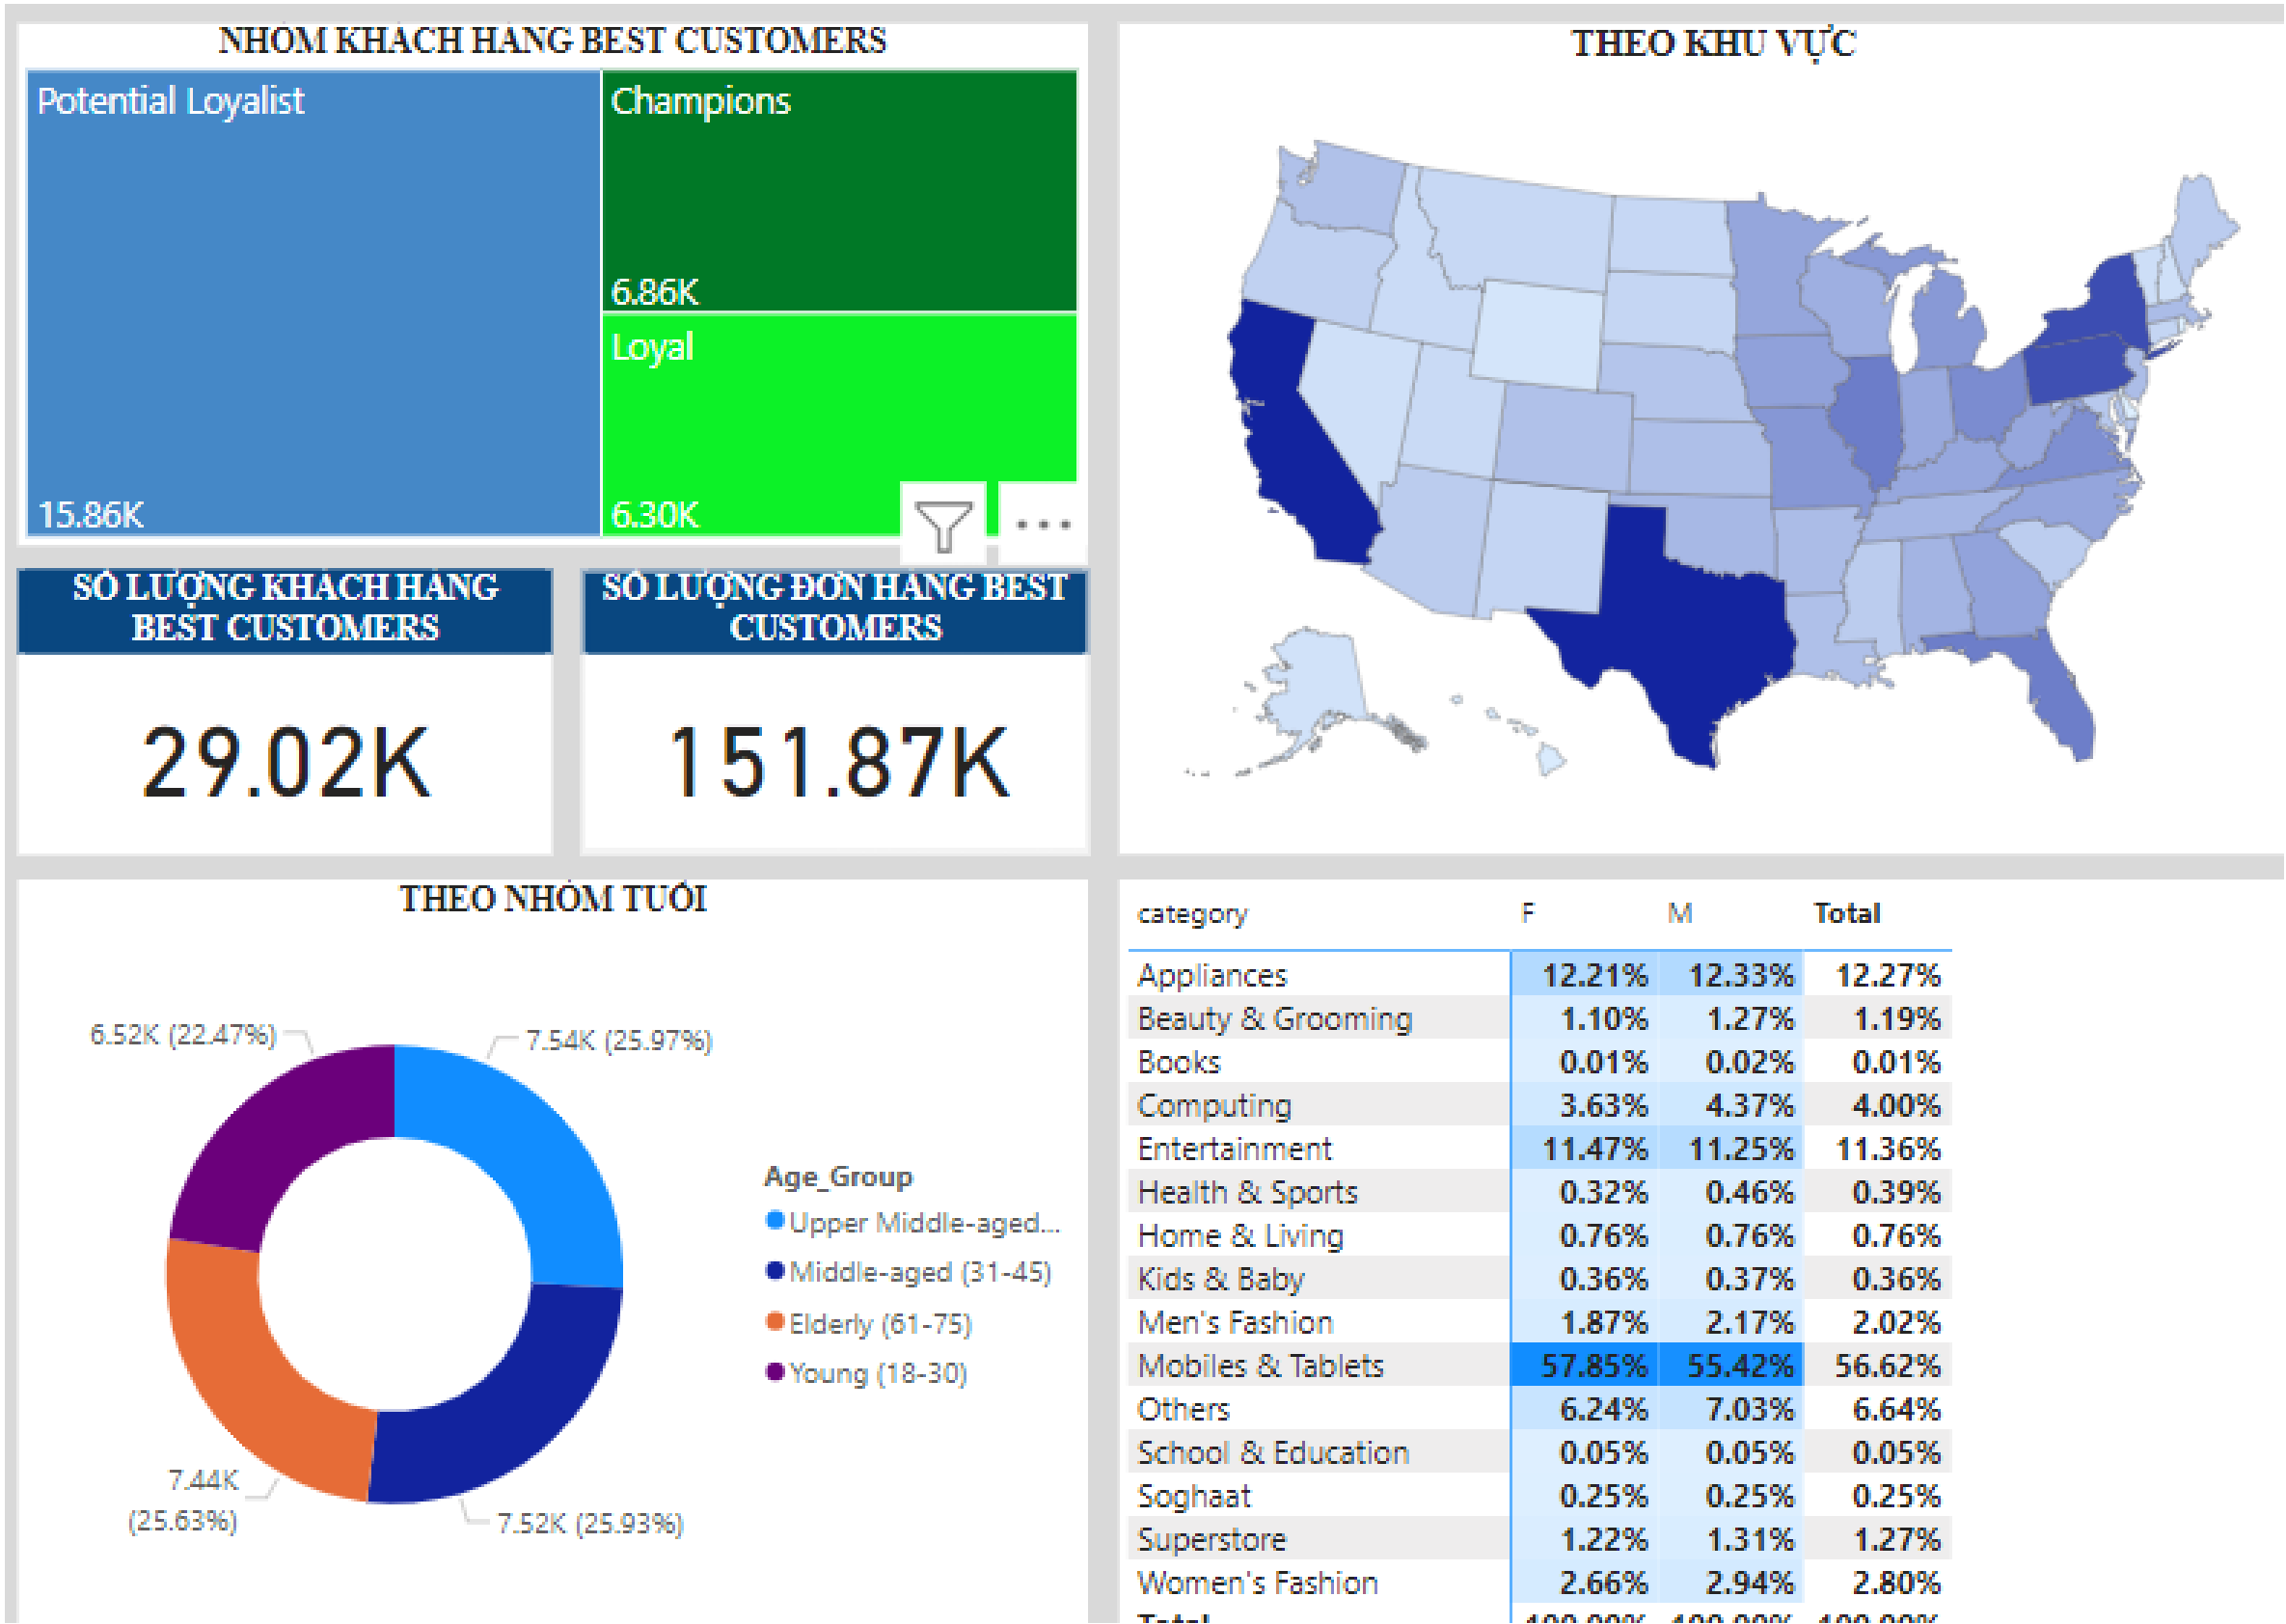 NHÓM KHÁCH HÀNG BEST CUSTOMERS
Potential Loyalist
15.86K
Champions
6.86K
Loyal
6.30K
SỐ LƯỢNG KHÁCH HÀNG
BEST CUSTOMERS
29.02K
SỐ LƯỢNG ĐƠN HÀNG BEST
CUSTOMERS
151.87K
THEO KHU VỰC
THEO NHÓM TUỔI
6.52K (22.47%)
7.54K (25.97%)
7.44K
(25.63%)
7.52K (25.93%)
Age_Group
Upper Middle-aged...
Middle-aged (31-45)
Elderly (61-75)
Young (18-30)
category F M Total
Appliances 12.21% 12.33% 12.27%
Beauty & Grooming 1.10% 1.27% 1.19%
Books 0.01% 0.02% 0.01%
Computing 3.63% 4.37% 4.00%
Entertainment 11.47% 11.25% 11.36%
Health & Sports 0.32% 0.46% 0.39%
Home & Living 0.76% 0.76% 0.76%
Kids & Baby 0.36% 0.37% 0.36%
Men's Fashion 1.87% 2.17% 2.02%
Mobiles & Tablets 57.85% 55.42% 56.62%
Others 6.24% 7.03% 6.64%
School & Education 0.05% 0.05% 0.05%
Soghaat 0.25% 0.25% 0.25%
Superstore 1.22% 1.31% 1.27%
Women's Fashion 2.66% 2.94% 2.80%
Total 100.00% 100.00% 100.00%